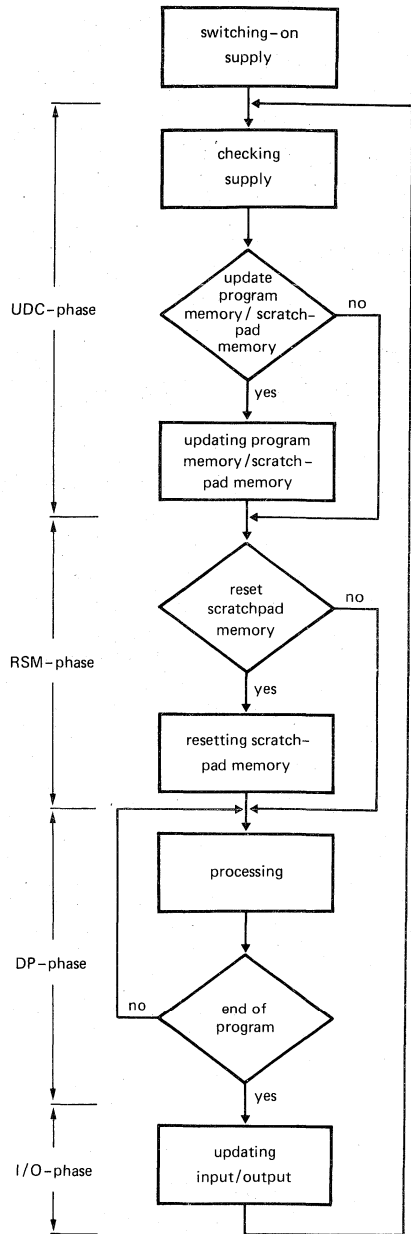 switching-on
supply
checking
supply
update
program
memory/scratch-
pad
memory
no
UDC-phase
yes
updating program
memory/scratch-
pad memory
reset
scratchpad
memory
no
RSM-phase
yes
resetting scratch-
pad memory
processing
DP-phase
no
end of
program
yes
updating
input/output
I/O-phase